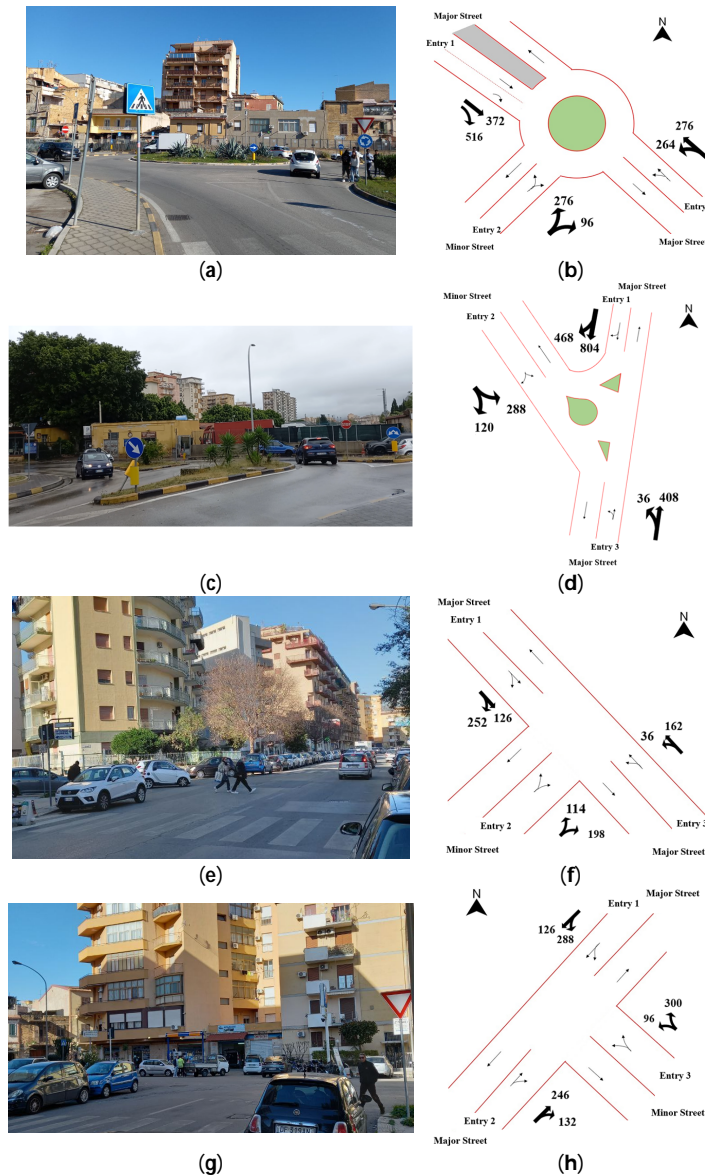 Major Street
Entry 1
N
372
516
276
264
276
96
Entry
Entry 2
Minor Street
Major Street
(a)
(b)
Major Street
Minor Street
Entry 1
Entry 2
N
468
804
288
120
36 408
Entry 3
Major Street
(c)
(d)
Major Street
Entry 1
N
252 126
162
36
114
198
Entry 2
Entry 3
Minor Street
Major Street
(e)
(f)
N
Major Street
Entry 1
126
288
300
96
Entry 3
246
132
Entry 2
Minor Street
Major Street
(g)
(h)